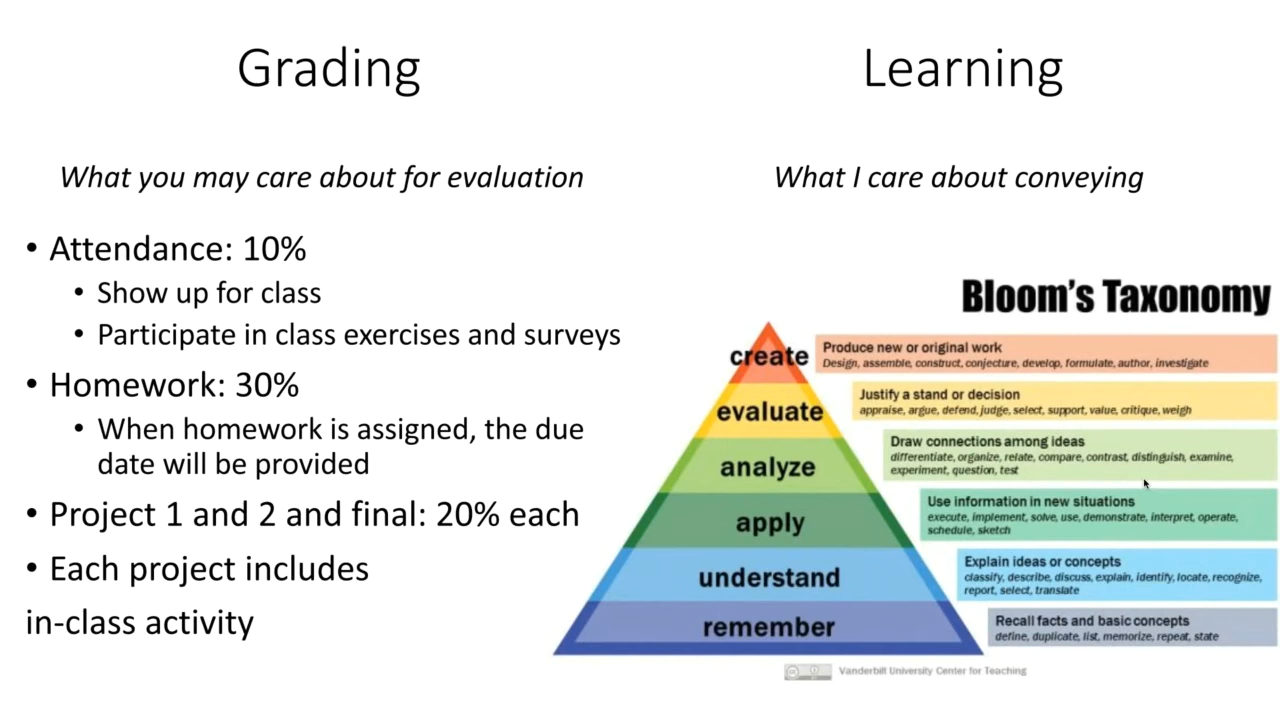 Grading
What you may care about for evaluation
• Attendance: 10%
• Show up for class
• Participate in class exercises and surveys
• Homework: 30%
• When homework is assigned, the due
date will be provided
• Project 1 and 2 and final: 20% each
• Each project includes
in-class activity
Learning
What I care about conveying
Bloom's Taxonomy
create
Produce new or original work
Design, assemble, construct, conjecture, develop, formulate, author, investigate
evaluate
Justify a stand or decision
appraise, argue, defend, judge, select, support, value, critique, weigh
analyze
Draw connections among ideas
differentiate, organize, relate, compare, contrast, distinguish, examine,
experiment, question, test
apply
Use information in new situations
execute, implement, solve, use, demonstrate, interpret, operate,
schedule, sketch
understand
Explain ideas or concepts
classify, describe, discuss, explain, identify, locate, recognize,
report, select, translate
remember
Recall facts and basic concepts
define, duplicate, list, memorize, repeat, state
Vanderbilt University Center for Teaching